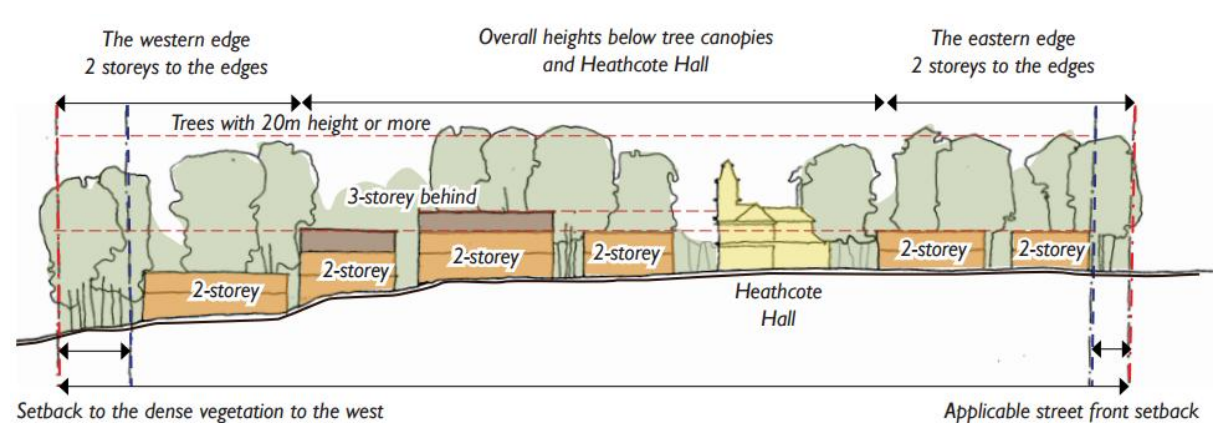 The western edge
2 storeys to the edges
Overall heights below tree canopies
and Heathcote Hall
The eastern edge
2 storeys to the edges
Trees with 20m height or more
3-storey behind
2-storey
2-storey
2-storey
2-storey
2-storey
2-storey
Heathcote
Hall
Setback to the dense vegetation to the west
Applicable street front setback